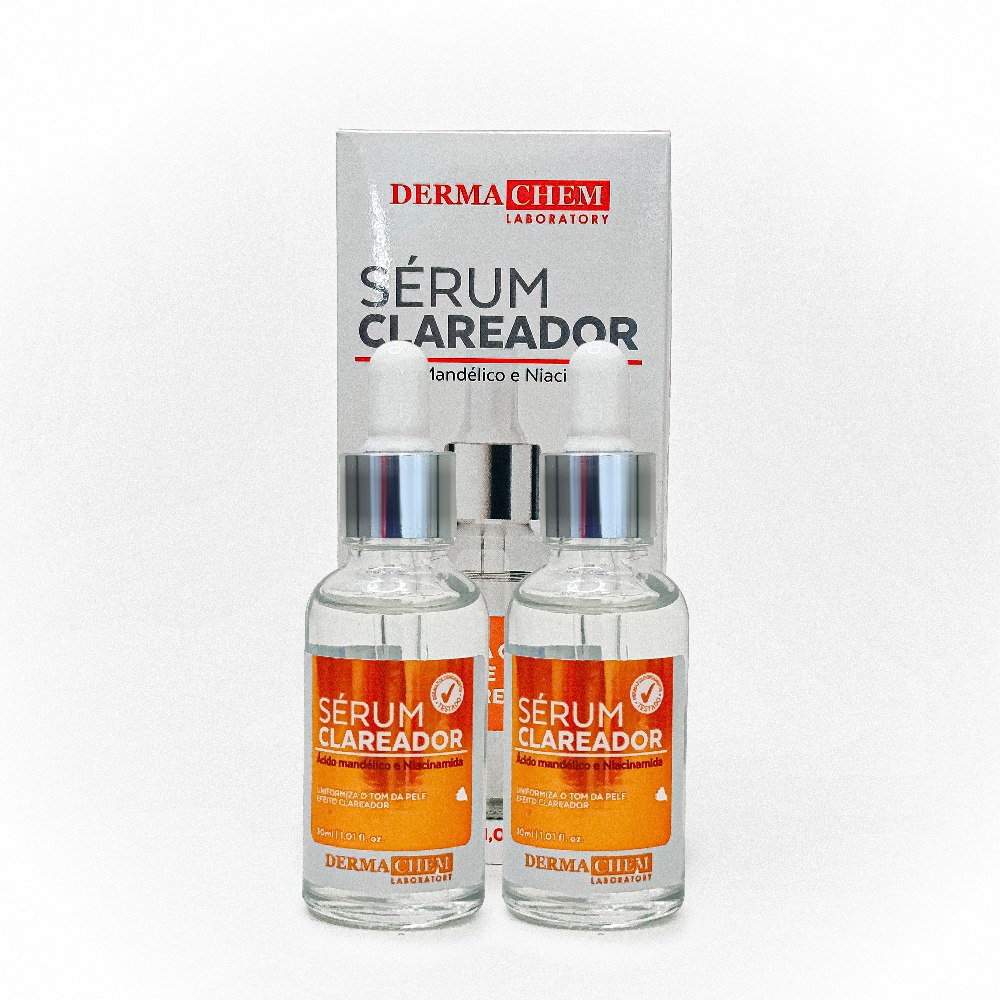 DERMA CHEM
LABORATORY
SÉRUM
CLAREADOR
Mandélico e Niaci
SÉRUM
CLAREADOR
Ácido mandélico e Niacinamida
UNIFORMIZA O TOM DA PELE
EFEITO CLAREADOR
30ml | 1.01 fl. oz
DERMA CHEM
LABORATORY
TESTADO
SÉRUM
CLAREADOR
Ácido mandélico e Niacinamida
UNIFORMIZA O TOM DA PELE
EFEITO CLAREADOR
30ml | 1.01 fl. oz
DERMA CHEM
LABORATORY
TESTADO